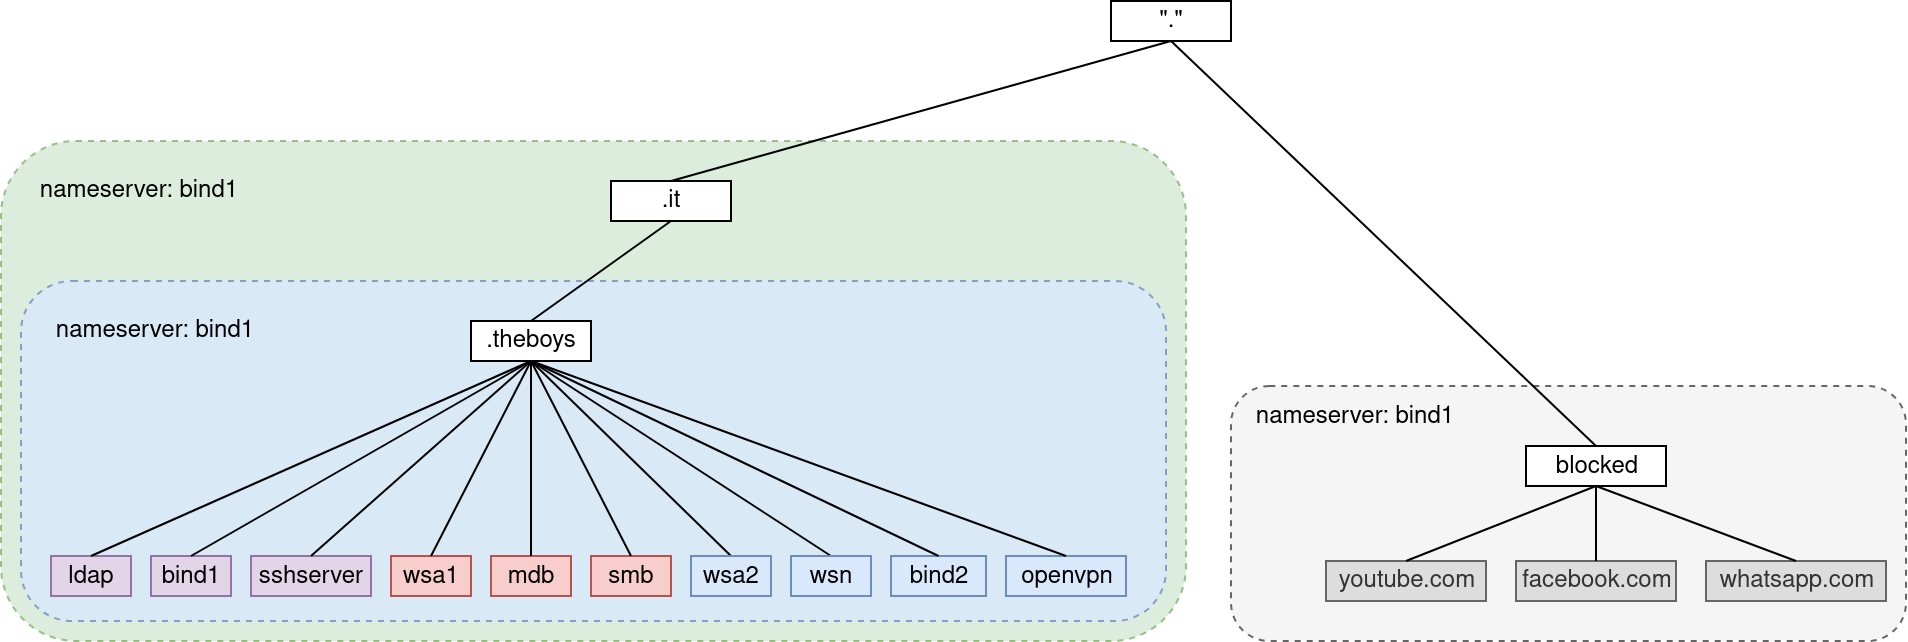 "."
nameserver: bind1
.it
nameserver: bind1
.theboys
nameserver: bind1
blocked
ldap
bind1
sshserver
wsa1
mdb
smb
wsa2
wsn
bind2
openvpn
youtube.com
facebook.com
whatsapp.com